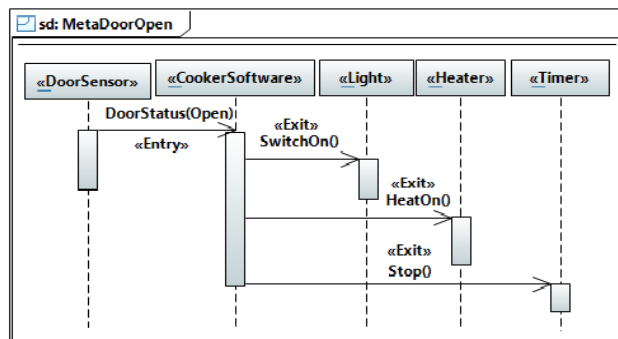 sd: MetaDoorOpen
«DoorSensor» «CookerSoftware» «Light» «Heater» «Timer»
DoorStatus(Open)
«Entry»
«Exit»
SwitchOn()
«Exit»
HeatOn()
«Exit»
Stop()